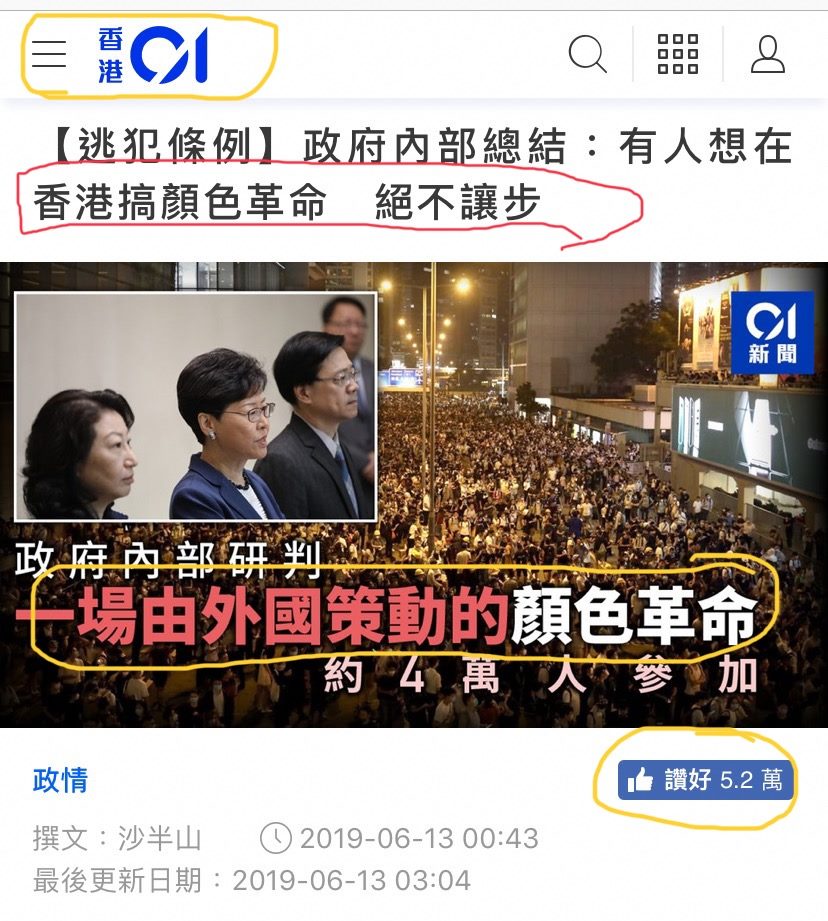 香港 01
【逃犯條例】政府內部總結：有人想在
香港搞顏色革命　絕不讓步
01
新聞
政府內部研判
一場由外國策動的顏色革命
約4萬人參加
政情
讚好 5.2 萬
撰文：沙半山 2019-06-13 00:43
最後更新日期：2019-06-13 03:04